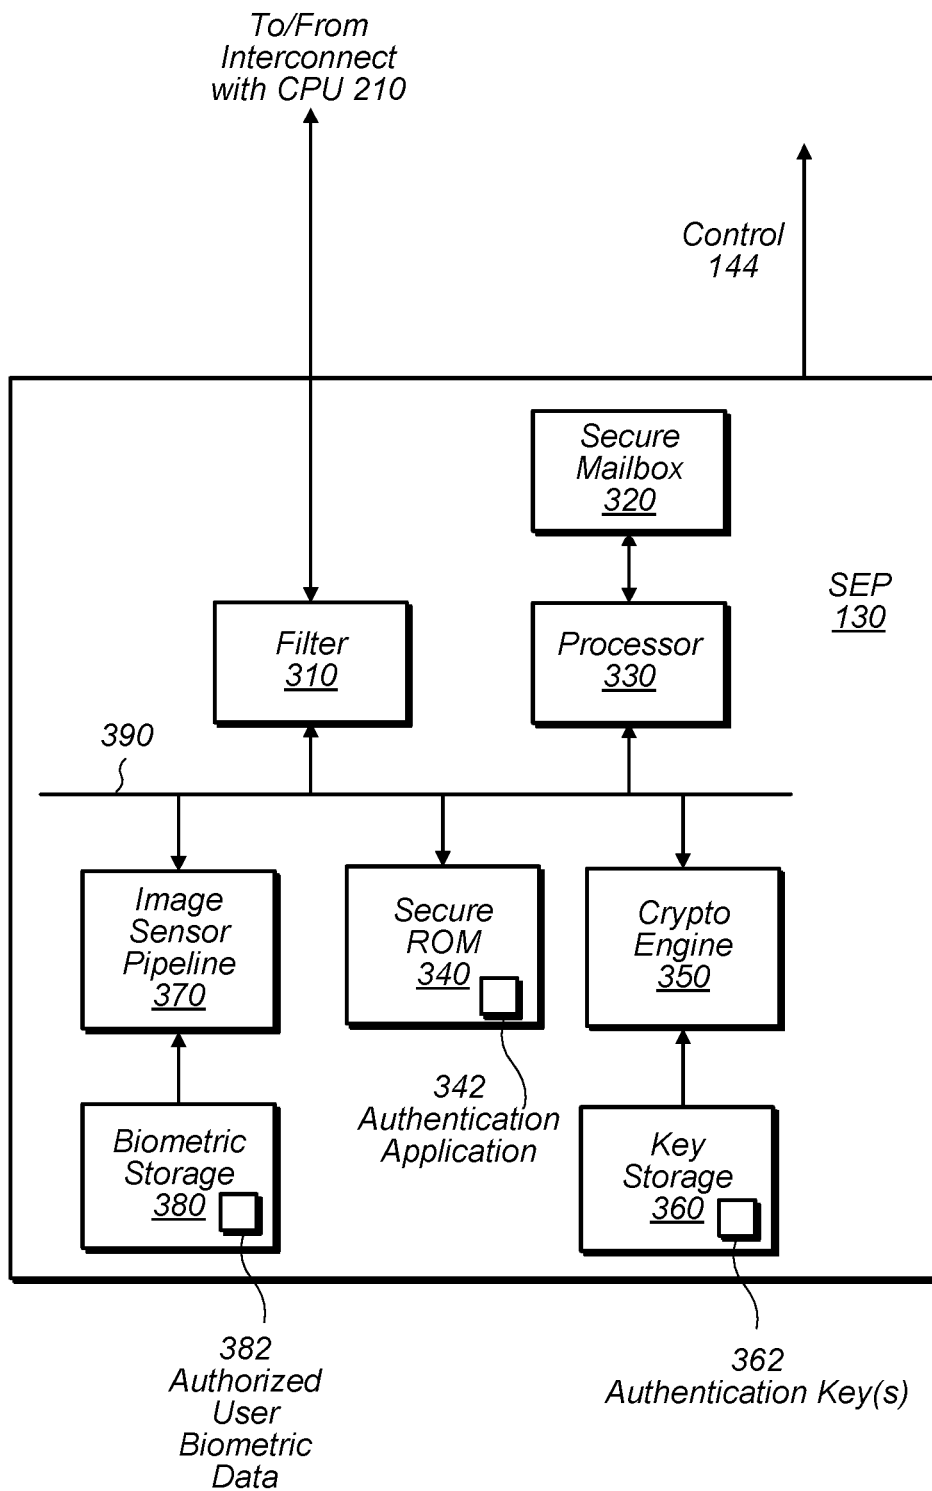 To/From
Interconnect
with CPU 210
Control
144
Secure
Mailbox
320
SEP
130
Filter
310
Processor
330
390
Image
Sensor
Pipeline
370
Secure
ROM
340
Crypto
Engine
350
342
Authentication
Application
Biometric
Storage
380
Key
Storage
360
382
Authorized
User
Biometric
Data
362
Authentication Key(s)